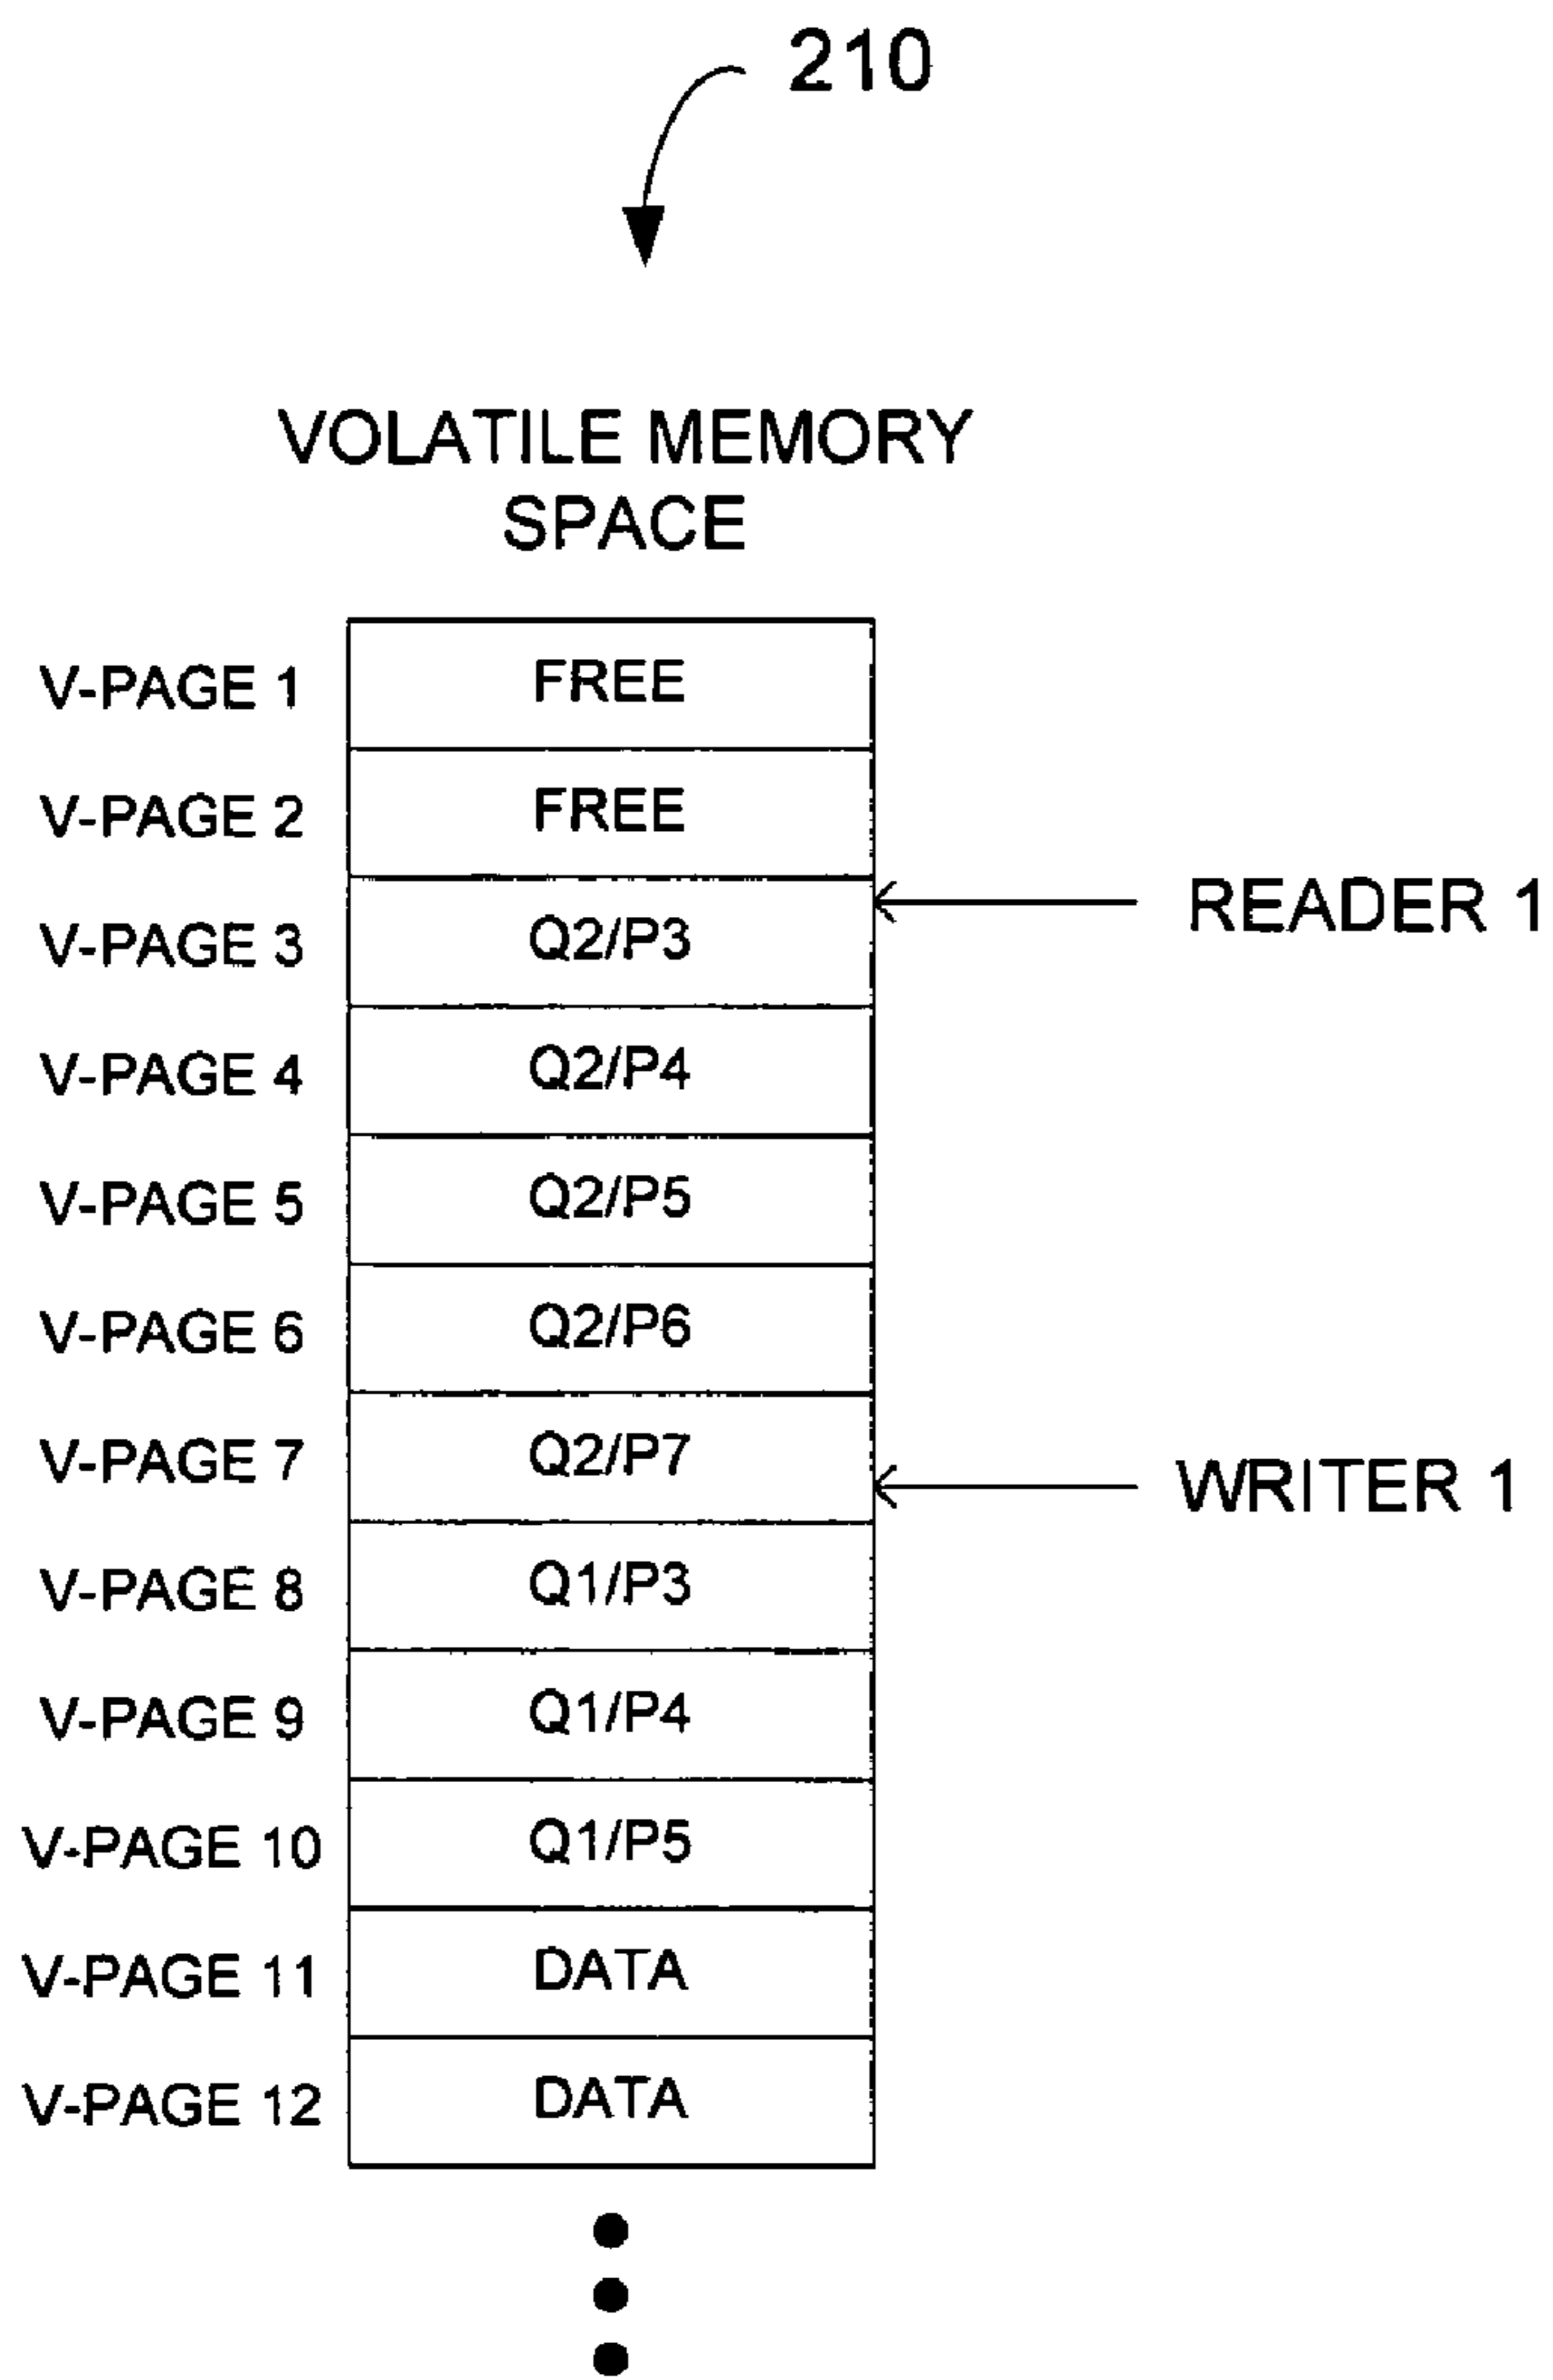 210
VOLATILE MEMORY
SPACE
V-PAGE 1 FREE
V-PAGE 2 FREE
READER 1
V-PAGE 3 Q2/P3
V-PAGE 4 Q2/P4
V-PAGE 5 Q2/P5
V-PAGE 6 Q2/P6
V-PAGE 7 Q2/P7
WRITER 1
V-PAGE 8 Q1/P3
V-PAGE 9 Q1/P4
V-PAGE 10 Q1/P5
V-PAGE 11 DATA
V-PAGE 12 DATA